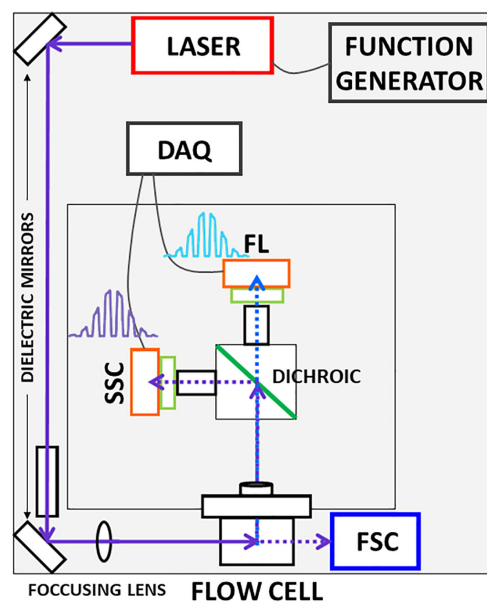 LASER
FUNCTION
GENERATOR
DAQ
FL
DIELECTRIC MIRRORS
SSC
DICHROIC
FSC
FOCCUSING LENS
FLOW CELL